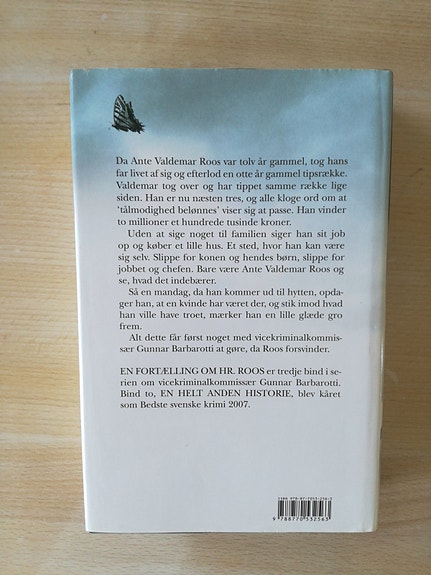 Da Ante Valdemar Roos var tolv år gammel, tog hans
far livet af sig og efterlod en otte år gammel tipsrække.
Valdemar tog over og har tippet samme række lige
siden. Han er nu næsten tres, og alle kloge ord om at
'tålmodighed belønnes' viser sig at passe. Han vinder
to millioner et hundrede tusinde kroner.
Uden at sige noget til familien siger han sit job
op og køber et lille hus. Et sted, hvor han kan være
sig selv. Slippe for konen og hendes børn, slippe for
jobbet og chefen. Bare være Ante Valdemar Roos og
se, hvad det indebærer.
Så en mandag, da han kommer ud til hytten, opda-
ger han, at en kvinde har været der, og stik imod hvad
han ville have troet, mærker han en lille glæde gro
frem.
Alt dette får først noget med vicekriminalkommis-
sær Gunnar Barbarotti at gøre, da Roos forsvinder.
EN FORTÆLLING OM HR. ROOS er tredje bind i se-
rien om vicekriminalkommissær Gunnar Barbarotti.
Bind to, EN HELT ANDEN HISTORIE, blev kåret
som Bedste svenske krimi 2007.
ISBN 978-87-7053-256-3
9 788770 532563